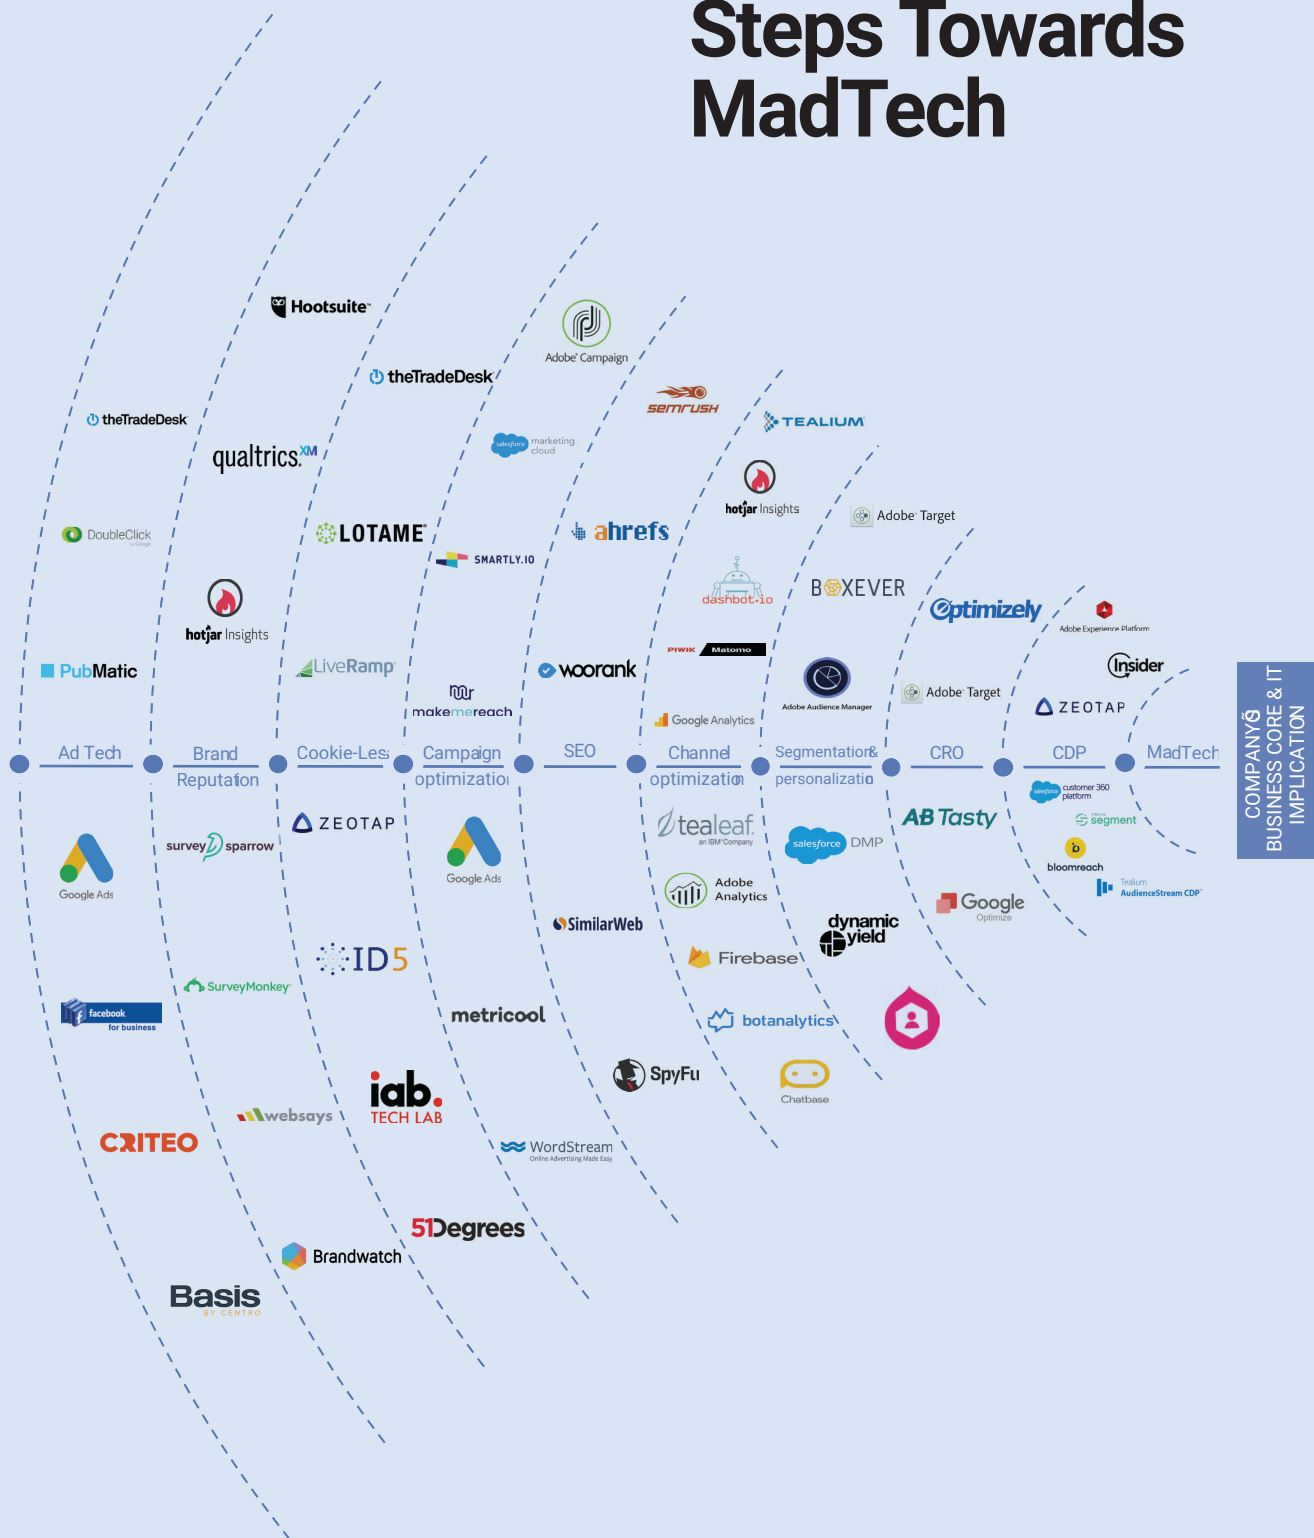 Steps Towards
MadTech
Hootsuite
Adobe Campaign
theTradeDesk
semrush
theTradeDesk
TEALIUM
qualtrics.XM
salesforce marketing
cloud
hotjar Insights
DoubleClick
by Google
LOTAME
ahrefs
Adobe Target
SMARTLY.IO
dashbot.io
BOXEVER
hotjar Insights
Optimizely
Adobe Experience Platform
PubMatic
LiveRamp
woorank
PIWIK Matomo
Insider
makemereach
Adobe Audience Manager
Adobe Target
ZEOTAP
Google Analytics
Ad Tech
Brand
Reputation
Cookie-Les
Campaign
optimizatio
SEO
Channel
optimization
Segmentation&
personalizatio
CRO
CDP
MadTech
BUSINESS CORE & IT
IMPLICATION
salesforce customer 360
platform
Google Ads
survey sparrow
ZEOTAP
Google Ads
tealeaf
an IBM Company
salesforce DMP
AB Tasty
segment
bloomreach
Tealium
AudienceStream CDP
Adobe
Analytics
Google
Optimize
SimilarWeb
dynamic
yield
ID5
Firebase
SurveyMonkey
facebook
for business
metricool
botanalytics
iab.
TECH LAB
SpyFu
Chatbase
websays
CRITEO
WordStream
Online Advertising Made Easy
51Degrees
Brandwatch
Basis
BY CENTRO